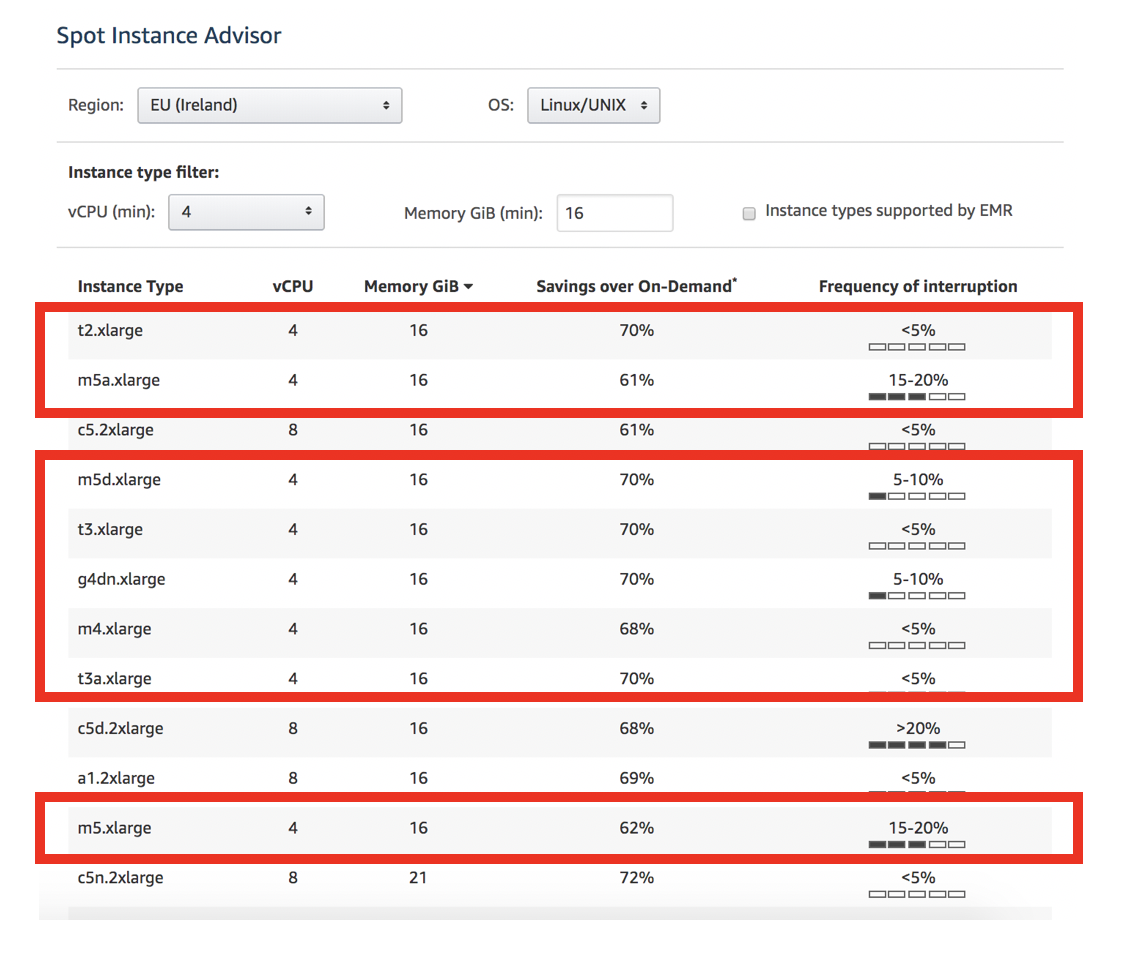 Spot Instance Advisor
Region: EU (Ireland) OS: Linux/UNIX
Instance type filter:
vCPU (min): 4 Memory GiB (min): 16 Instance types supported by EMR
Instance Type vCPU Memory GiB Savings over On-Demand* Frequency of interruption
t2.xlarge 4 16 70% <5%
m5a.xlarge 4 16 61% 15-20%
c5.2xlarge 8 16 61% <5%
m5d.xlarge 4 16 70% 5-10%
t3.xlarge 4 16 70% <5%
g4dn.xlarge 4 16 70% 5-10%
m4.xlarge 4 16 68% <5%
t3a.xlarge 4 16 70% <5%
c5d.2xlarge 8 16 68% >20%
a1.2xlarge 8 16 69% <5%
m5.xlarge 4 16 62% 15-20%
c5n.2xlarge 8 21 72% <5%